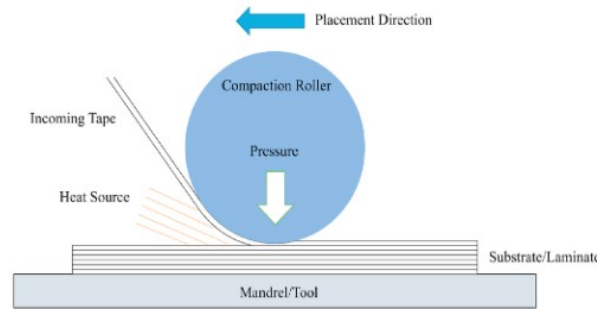 Placement Direction
Compaction Roller
Incoming Tape
Pressure
Heat Source
Substrate/Laminate
Mandrel/Tool